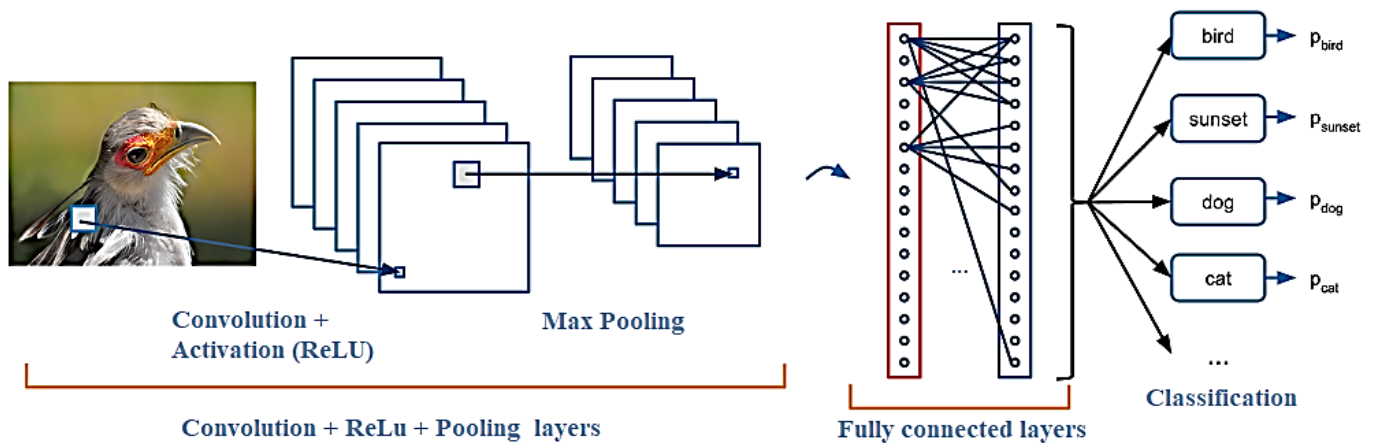 Convolution +
Activation (ReLU)
Max Pooling
Convolution + ReLu + Pooling layers
...
Fully connected layers
bird
p_bird
sunset
p_sunset
dog
p_dog
cat
p_cat
...
Classification